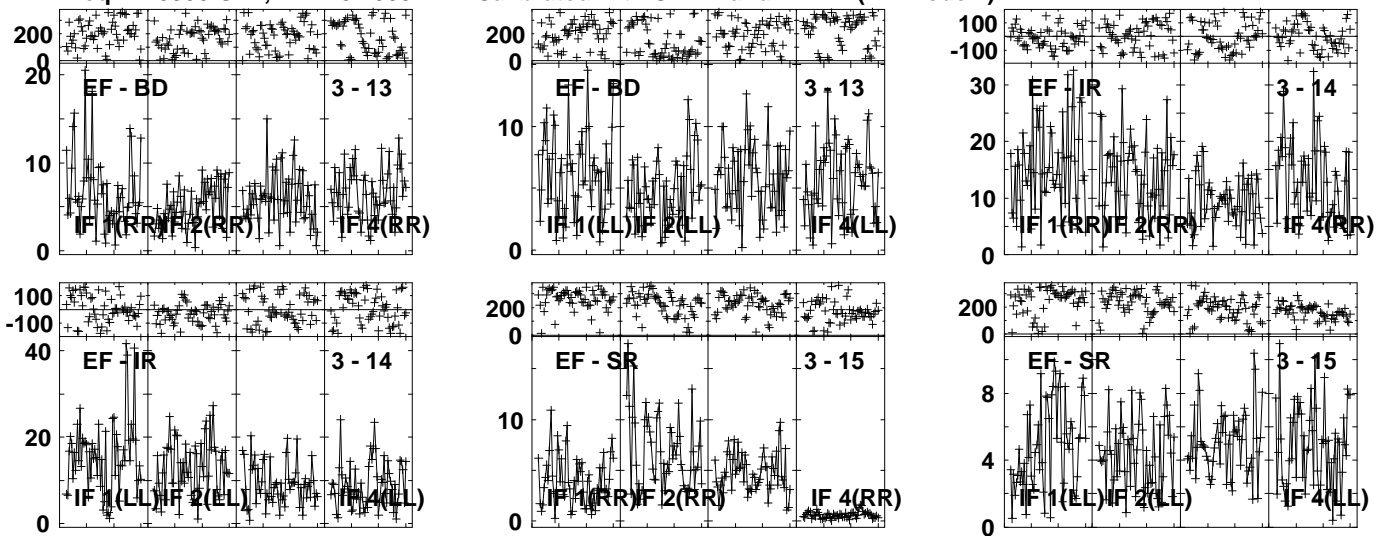 200
0
20
10
0
EF - BD
3 - 13
IF 1(RR)
IF 2(RR)
IF 4(RR)
200
0
10
0
EF - BD
3 - 13
IF 1(LL)
IF 2(LL)
IF 4(LL)
100
-100
30
20
10
0
EF - IR
3 - 14
IF 1(RR)
IF 2(RR)
IF 4(RR)
100
-100
40
20
0
EF - IR
3 - 14
IF 1(LL)
IF 2(LL)
IF 4(LL)
200
0
10
0
EF - SR
3 - 15
IF 1(RR)
IF 2(RR)
IF 4(RR)
200
0
8
4
0
EF - SR
3 - 15
IF 1(LL)
IF 2(LL)
IF 4(LL)